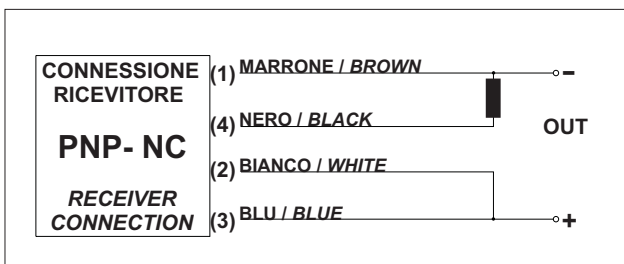 CONNESSIONE
RICEVITORE
PNP- NC
RECEIVER
CONNECTION
(1) MARRONE / BROWN
(4) NERO / BLACK
(2) BIANCO / WHITE
(3) BLU / BLUE
-
OUT
+